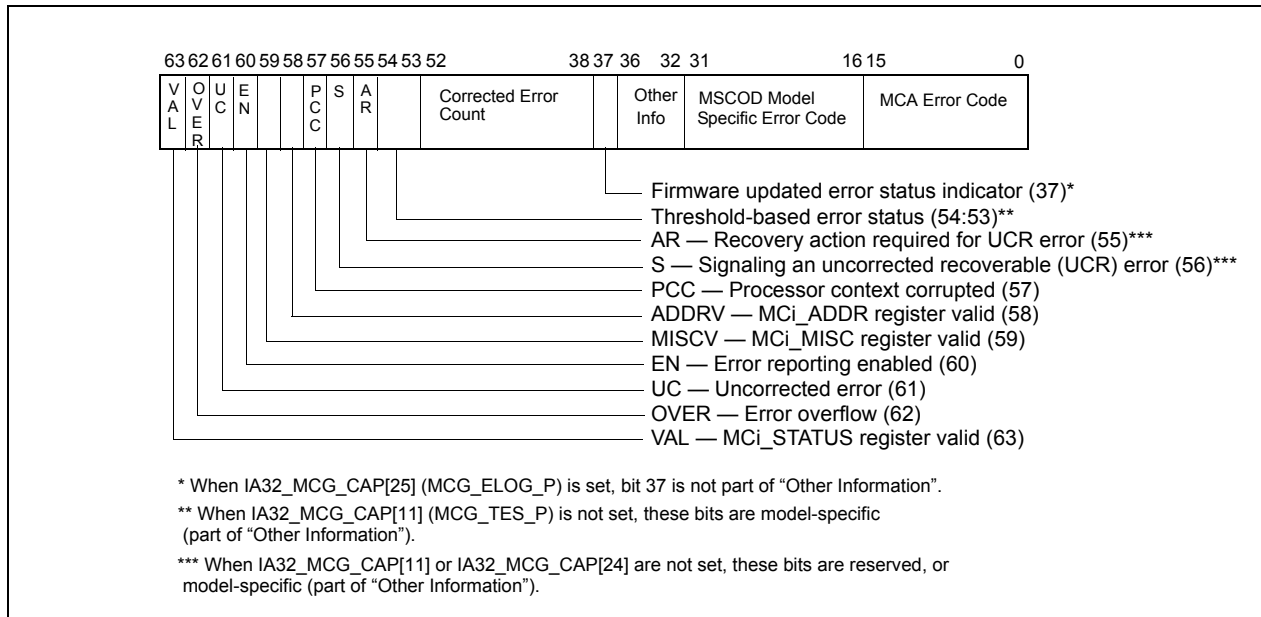 63 62 61 60 59 58 57 56 55 54 53 52 38 37 36 32 31 16 15 0
VAL
OVER
UC
EN
PCC
S
AR
Corrected Error
Count
Other
Info
MSCOD Model
Specific Error Code
MCA Error Code
Firmware updated error status indicator (37)*
Threshold-based error status (54:53)**
AR — Recovery action required for UCR error (55)***
S — Signaling an uncorrected recoverable (UCR) error (56)***
PCC — Processor context corrupted (57)
ADDRV — MCi_ADDR register valid (58)
MISCV — MCi_MISC register valid (59)
EN — Error reporting enabled (60)
UC — Uncorrected error (61)
OVER — Error overflow (62)
VAL — MCi_STATUS register valid (63)
* When IA32_MCG_CAP[25] (MCG_ELOG_P) is set, bit 37 is not part of “Other Information”.
** When IA32_MCG_CAP[11] (MCG_TES_P) is not set, these bits are model-specific
(part of “Other Information”).
*** When IA32_MCG_CAP[11] or IA32_MCG_CAP[24] are not set, these bits are reserved, or
model-specific (part of “Other Information”).